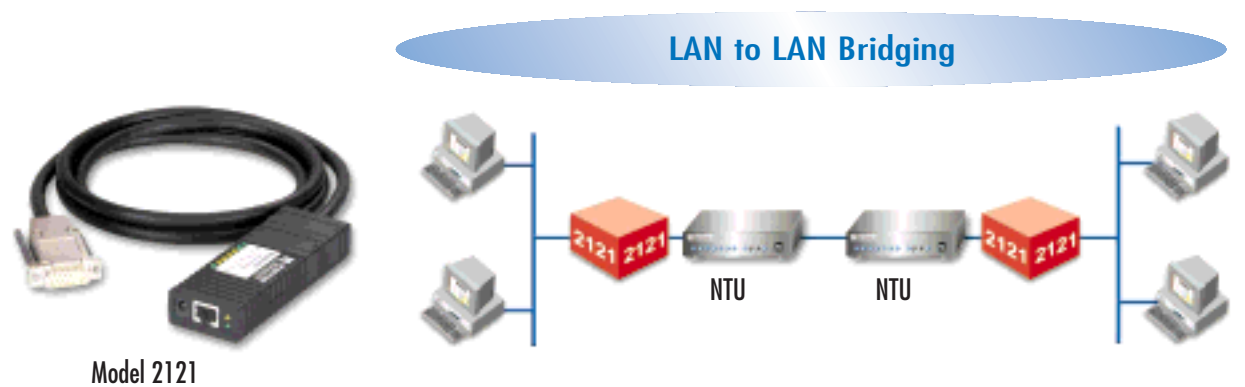 LAN to LAN Bridging
2121 2121
2121 2121
NTU
NTU
Model 2121